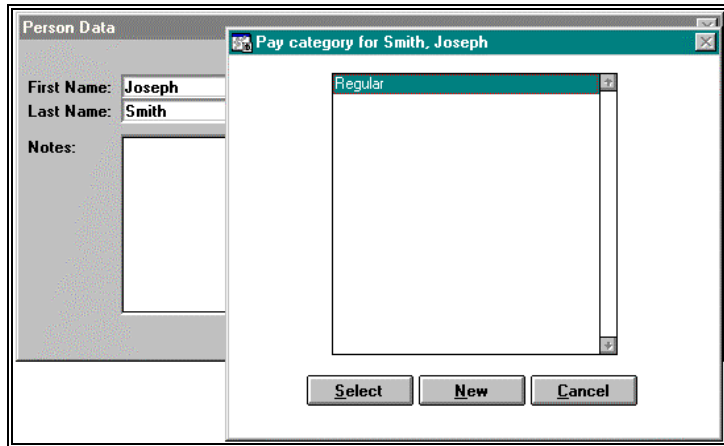 Person Data
First Name: Joseph
Last Name: Smith
Notes:
Pay category for Smith, Joseph
Regular
Select New Cancel